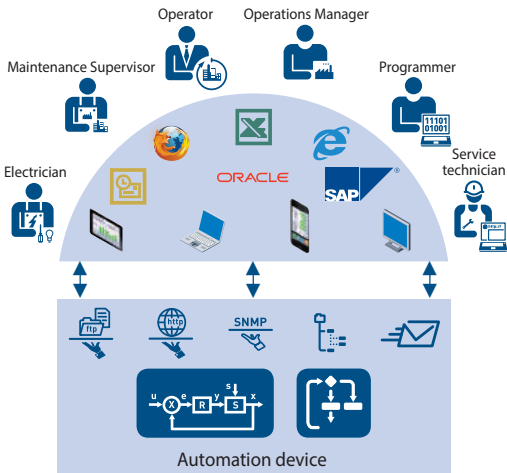 Operator
Operations Manager
Maintenance Supervisor
Programmer
11101
01001
Electrician
Service
technician
ORACLE
SAP
®
ftp
http
SNMP
u
e
y
s
x
X
R
S
Automation device